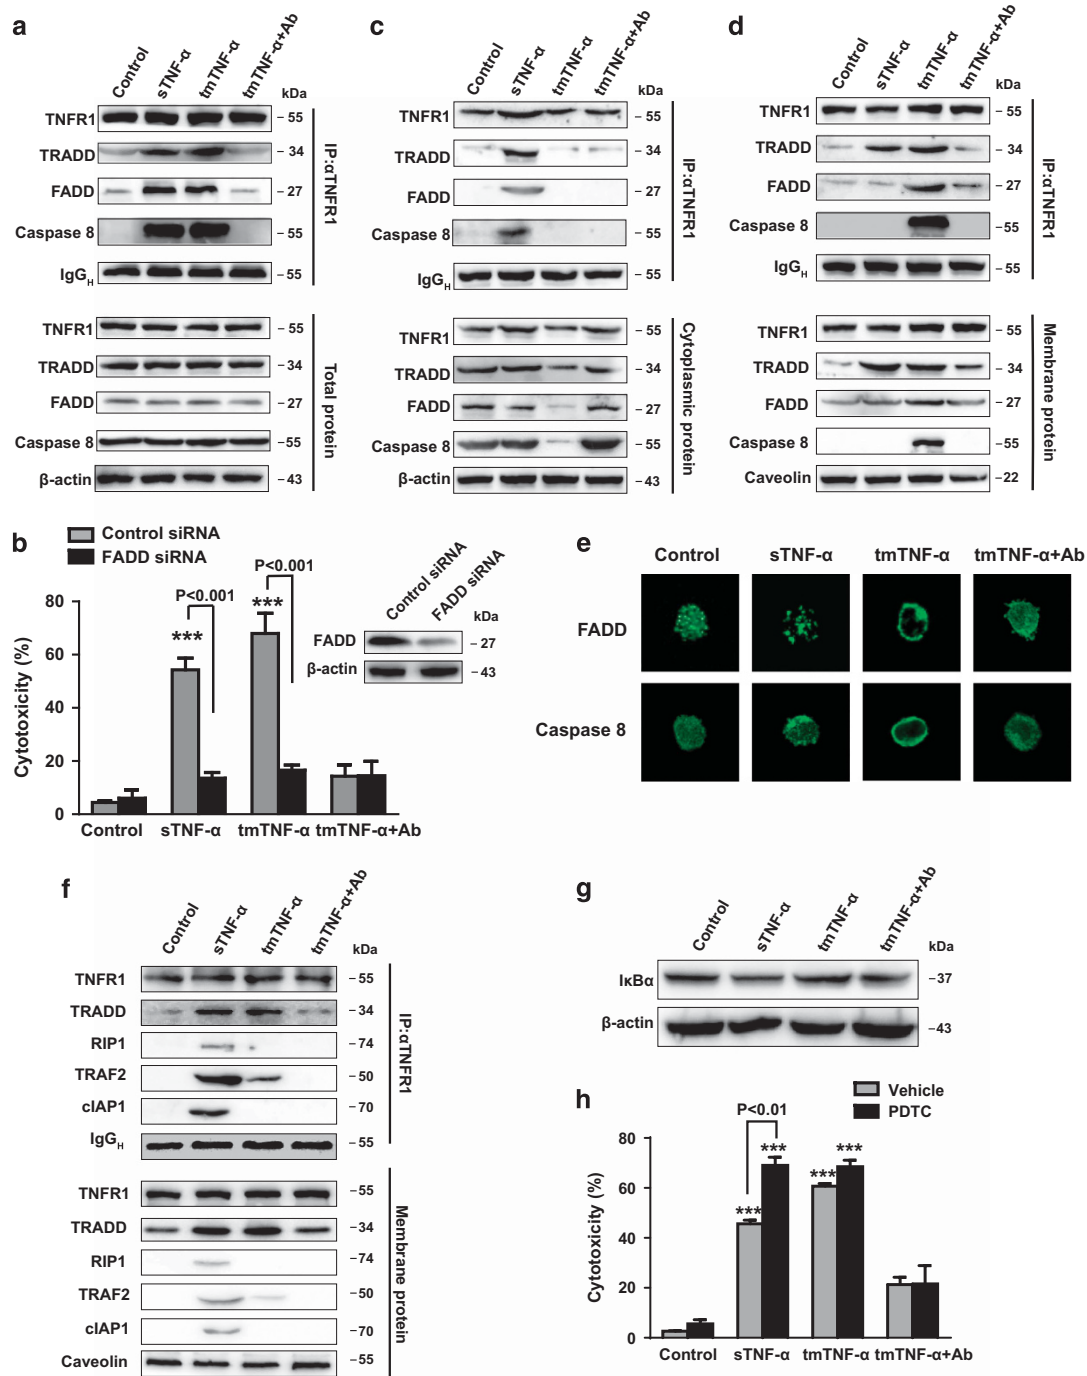 a
Control
sTNF-α
tmTNF-α
tmTNF-α+Ab
kDa
TNFR1
– 55
TRADD
– 34
FADD
– 27
Caspase 8
– 55
IgGH
– 55
IP:αTNFR1
TNFR1
– 55
TRADD
– 34
FADD
– 27
Caspase 8
– 55
β-actin
– 43
Total protein
c
Control
sTNF-α
tmTNF-α
tmTNF-α+Ab
kDa
TNFR1
– 55
TRADD
– 34
FADD
– 27
Caspase 8
– 55
IgGH
– 55
IP:αTNFR1
TNFR1
– 55
TRADD
– 34
FADD
– 27
Caspase 8
– 55
β-actin
– 43
Cytoplasmic protein
d
Control
sTNF-α
tmTNF-α
tmTNF-α+Ab
kDa
TNFR1
– 55
TRADD
– 34
FADD
– 27
Caspase 8
– 55
IgGH
– 55
IP:αTNFR1
TNFR1
– 55
TRADD
– 34
FADD
– 27
Caspase 8
– 55
Caveolin
– 22
Membrane protein
b
Control siRNA
FADD siRNA
Cytotoxicity (%)
80
60
40
20
0
P<0.001
***
P<0.001
***
Control
sTNF-α
tmTNF-α
tmTNF-α+Ab
Control siRNA
FADD siRNA
kDa
FADD
– 27
β-actin
– 43
e
Control
sTNF-α
tmTNF-α
tmTNF-α+Ab
FADD
Caspase 8
f
Control
sTNF-α
tmTNF-α
tmTNF-α+Ab
kDa
TNFR1
– 55
TRADD
– 34
RIP1
– 74
TRAF2
– 50
cIAP1
– 70
IgGH
– 55
IP:αTNFR1
TNFR1
– 55
TRADD
– 34
RIP1
– 74
TRAF2
– 50
cIAP1
– 70
Caveolin
– 55
Membrane protein
g
Control
sTNF-α
tmTNF-α
tmTNF-α+Ab
kDa
IκBα
– 37
β-actin
– 43
h
Vehicle
PDTC
Cytotoxicity (%)
80
60
40
20
0
P<0.01
***
***
***
***
Control
sTNF-α
tmTNF-α
tmTNF-α+Ab